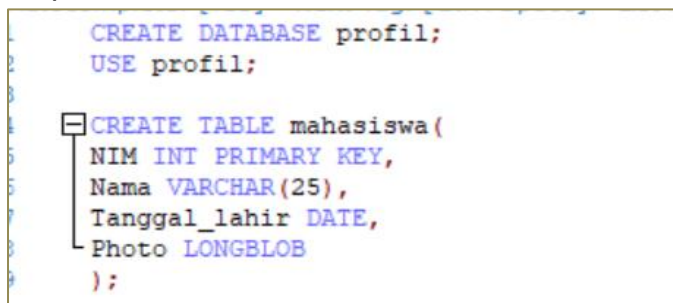 CREATE DATABASE profil;
2 USE profil;
CREATE TABLE mahasiswa(
NIM INT PRIMARY KEY,
Nama VARCHAR(25),
Tanggal_lahir DATE,
Photo LONGBLOB
);